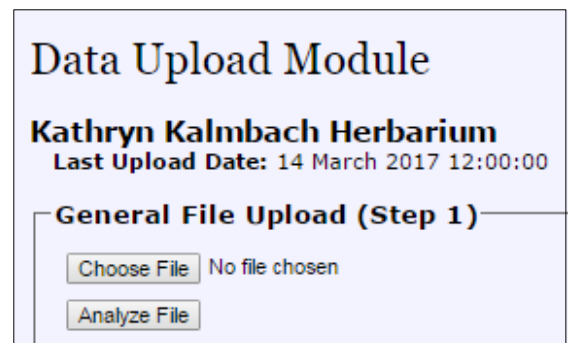 Data Upload Module
Kathryn Kalmbach Herbarium
Last Upload Date: 14 March 2017 12:00:00
General File Upload (Step 1)
Choose File No file chosen
Analyze File